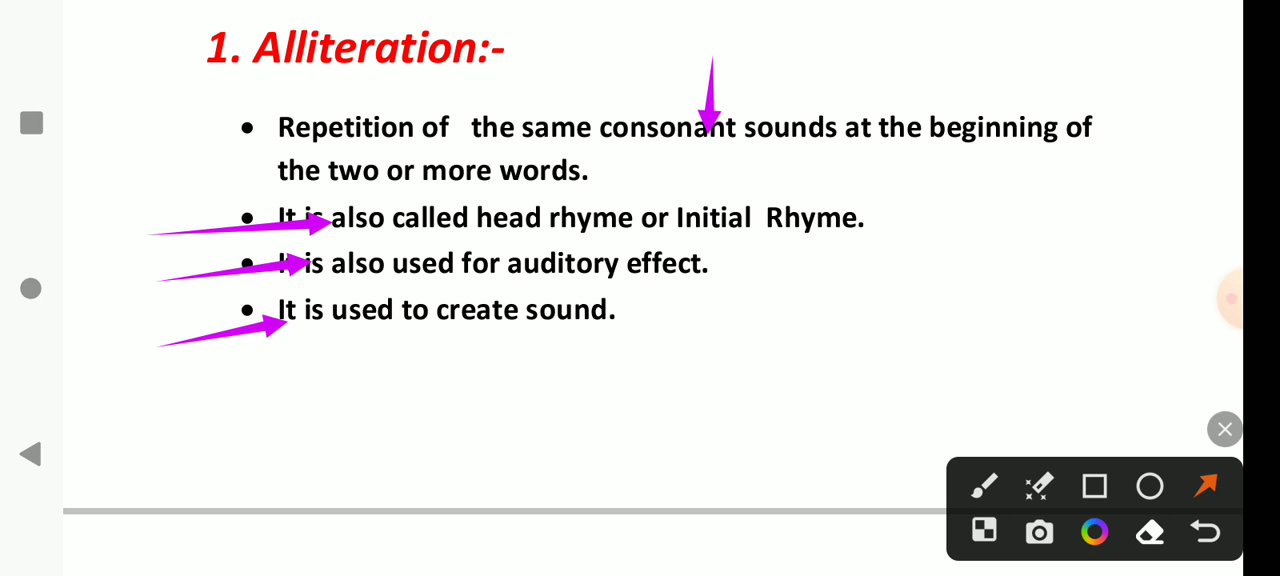 1. Alliteration:-
• Repetition of the same consonant sounds at the beginning of
the two or more words.
• It is also called head rhyme or Initial Rhyme.
• It is also used for auditory effect.
• It is used to create sound.